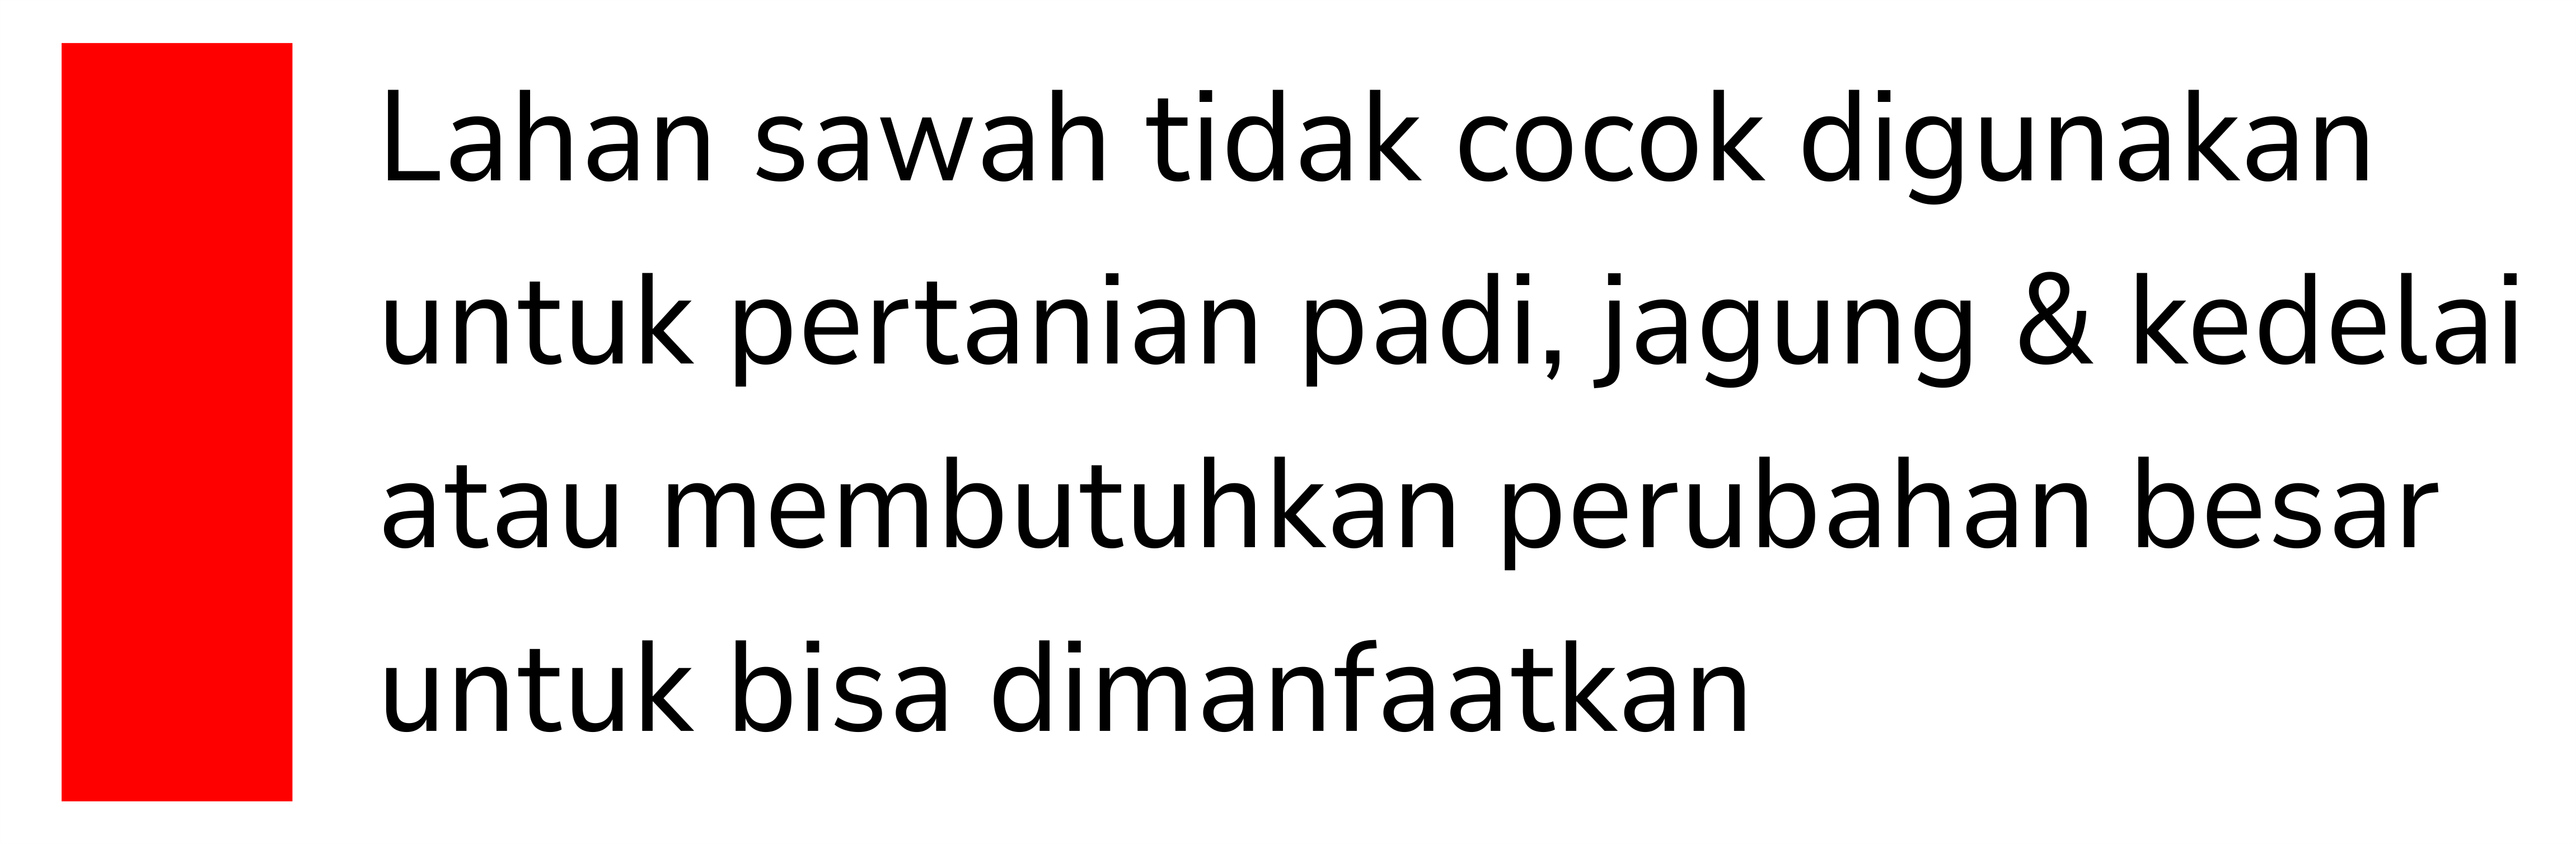 Lahan sawah tidak cocok digunakan
untuk pertanian padi, jagung & kedelai
atau membutuhkan perubahan besar
untuk bisa dimanfaatkan